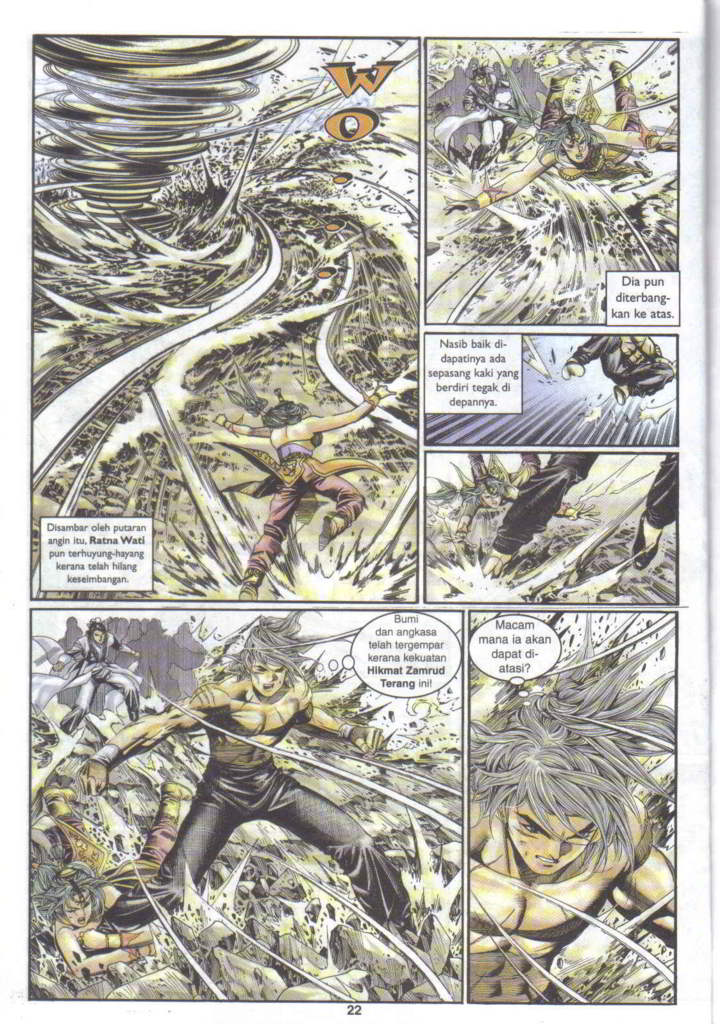 WO
Disambar oleh putaran
angin itu, Ratna Wati
pun terhuyung-hayang
kerana telah hilang
keseimbangan.
Dia pun
diterbang-
kan ke atas.
Nasib baik di-
dapatinya ada
sepasang kaki yang
berdiri tegak di
depannya.
Bumi
dan angkasa
telah tergempar
kerana kekuatan
Hikmat Zamrud
Terang ini!
Macam
mana ia akan
dapat di-
atasi?
22